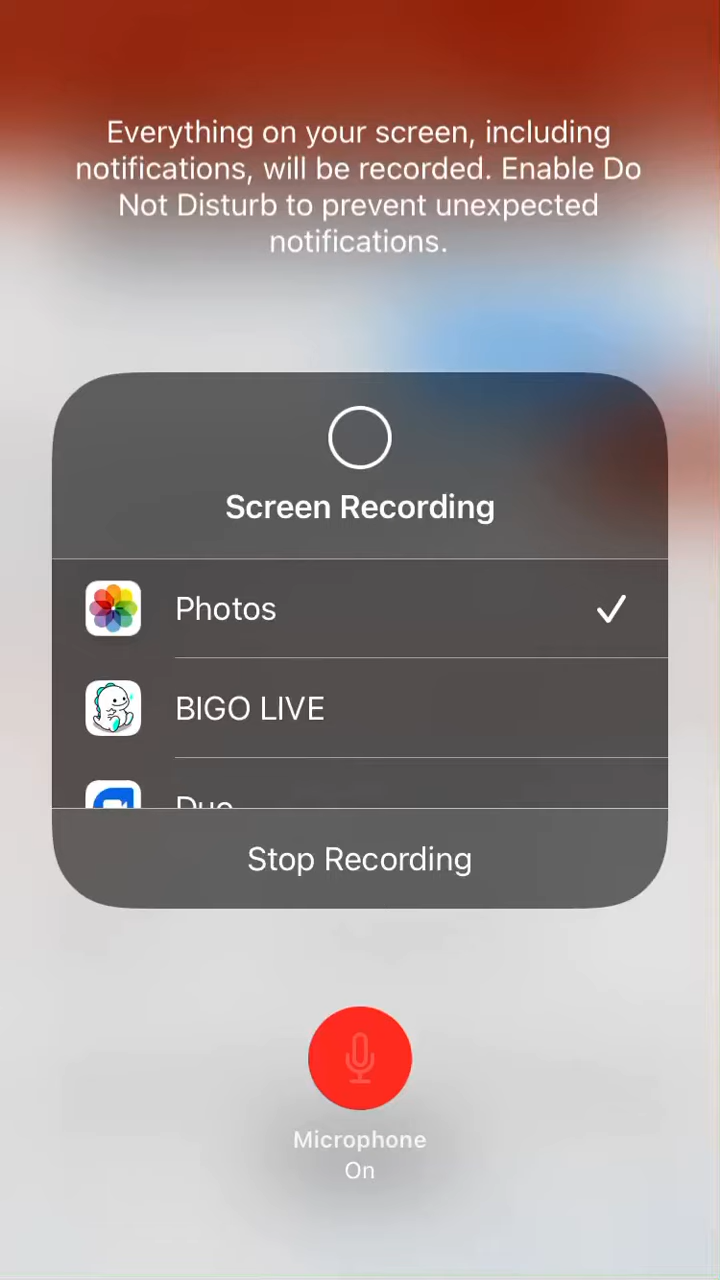 Everything on your screen, including
notifications, will be recorded. Enable Do
Not Disturb to prevent unexpected
notifications.
Screen Recording
Photos
BIGO LIVE
Duo
Stop Recording
Microphone
On